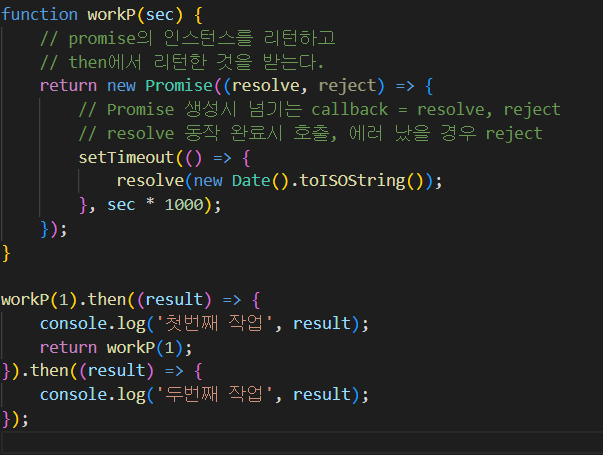 function workP(sec) {
    // promise의 인스턴스를 리턴하고
    // then에서 리턴한 것을 받는다.
    return new Promise((resolve, reject) => {
        // Promise 생성시 넘기는 callback = resolve, reject
        // resolve 동작 완료시 호출, 에러 났을 경우 reject
        setTimeout(() => {
            resolve(new Date().toISOString());
        }, sec * 1000);
    });
}

workP(1).then((result) => {
    console.log('첫번째 작업', result);
    return workP(1);
}).then((result) => {
    console.log('두번째 작업', result);
});